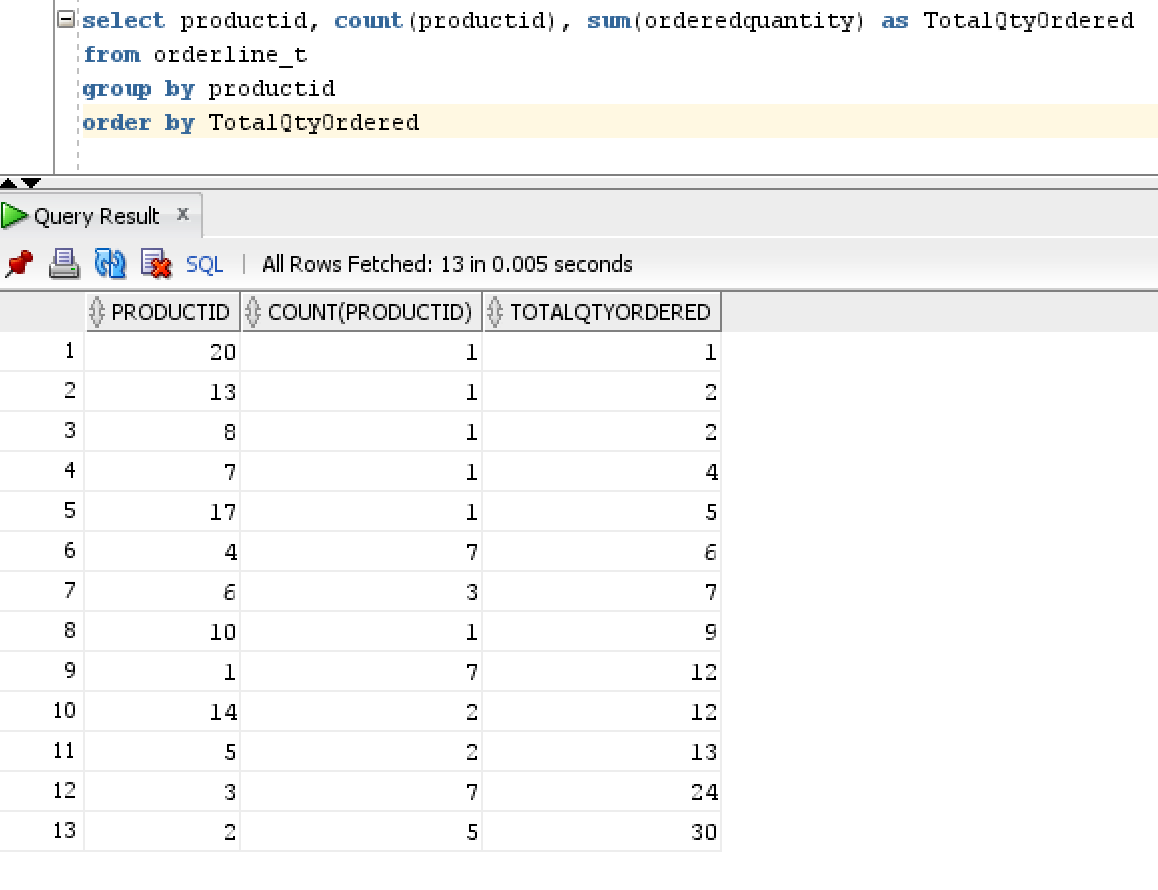 select productid, count(productid), sum(orderedquantity) as TotalQtyOrdered
from orderline_t
group by productid
order by TotalQtyOrdered
Query Result x
SQL | All Rows Fetched: 13 in 0.005 seconds
PRODUCTID COUNT(PRODUCTID) TOTALQTYORDERED
1 20 1 1
2 13 1 2
3 8 1 2
4 7 1 4
5 17 1 5
6 4 7 6
7 6 3 7
8 10 1 9
9 1 7 12
10 14 2 12
11 5 2 13
12 3 7 24
13 2 5 30